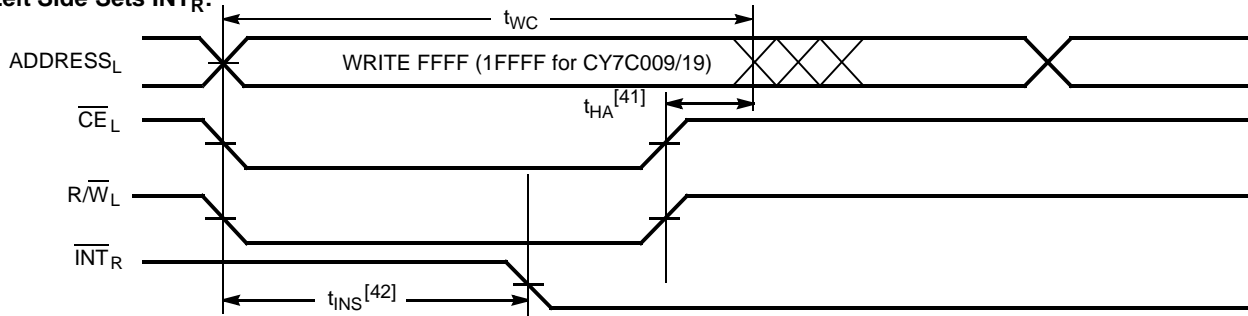 Left Side Sets INTR:
tWC
ADDRESSL
WRITE FFFF (1FFFF for CY7C009/19)
tHA[41]
CEL
R/WL
INTR
tINS[42]